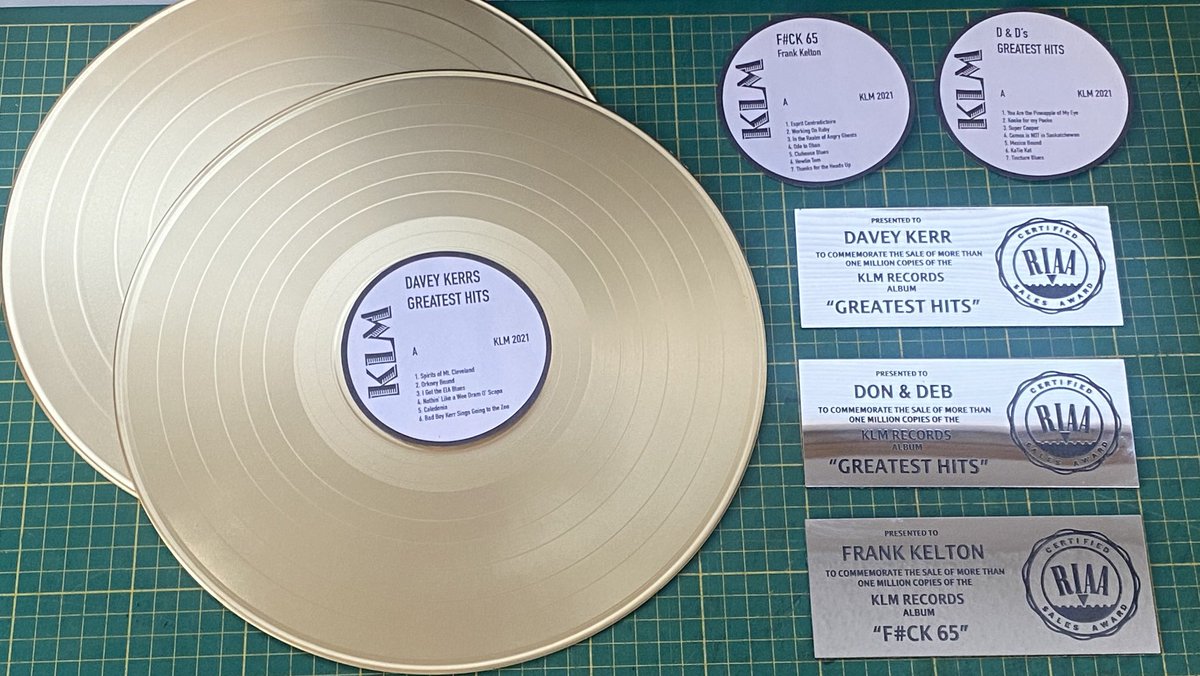 DAVEY KERRS
GREATEST HITS
KLM
A
KLM 2021
1. Spirits of Mt. Cleveland
2. Orkney Bound
3. I Got the EIA Blues
4. Nothin' Like a Wee Dram O' Scapa
5. Caledonia
6. Bad Boy Kerr Sings Going to the Zoo
F#CK 65
Frank Kelton
KLM
A
KLM 2021
1. Esprit Contradictoire
2. Working On Ruby
3. In the Realm of Angry Ghosts
4. Ode to Oban
5. Clubouse Blues
6. Howlin Tom
7. Thanks for the Heads Up
D & D's
GREATEST HITS
KLM
A
KLM 2021
1. You Are the Pineapple of My Eye
2. Kooke for my Pooks
3. Super Cooper
4. Comox is NOT in Saskatchewan
5. Mexico Bound
6. KaTie Kat
7. Tincture Blues
PRESENTED TO
DAVEY KERR
TO COMMEMORATE THE SALE OF MORE THAN
ONE MILLION COPIES OF THE
KLM RECORDS
ALBUM
“GREATEST HITS”
CERTIFIED
RIAA
SALES AWARD
PRESENTED TO
DON & DEB
TO COMMEMORATE THE SALE OF MORE THAN
ONE MILLION COPIES OF THE
KLM RECORDS
ALBUM
“GREATEST HITS”
CERTIFIED
RIAA
SALES AWARD
PRESENTED TO
FRANK KELTON
TO COMMEMORATE THE SALE OF MORE THAN
ONE MILLION COPIES OF THE
KLM RECORDS
ALBUM
“F#CK 65”
CERTIFIED
RIAA
SALES AWARD